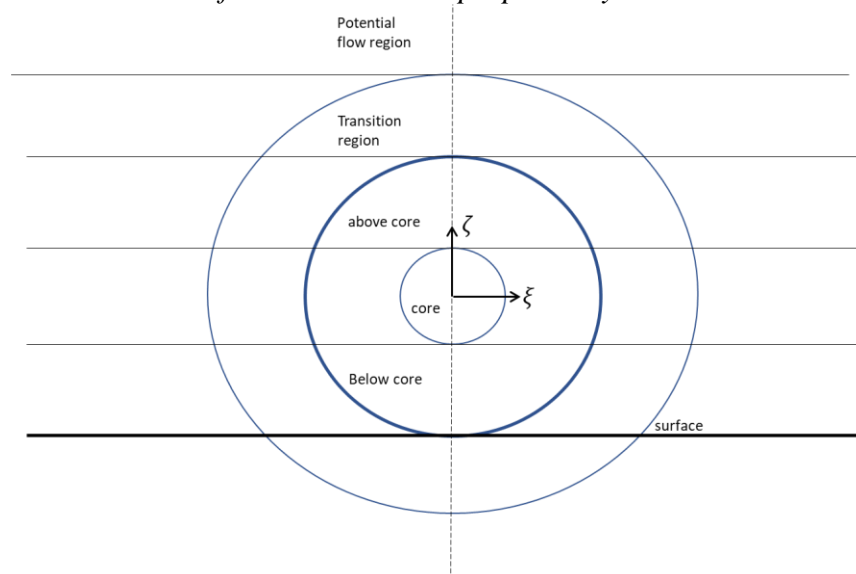 Potential
flow region
Transition
region
above core
ζ
core
ξ
Below core
surface